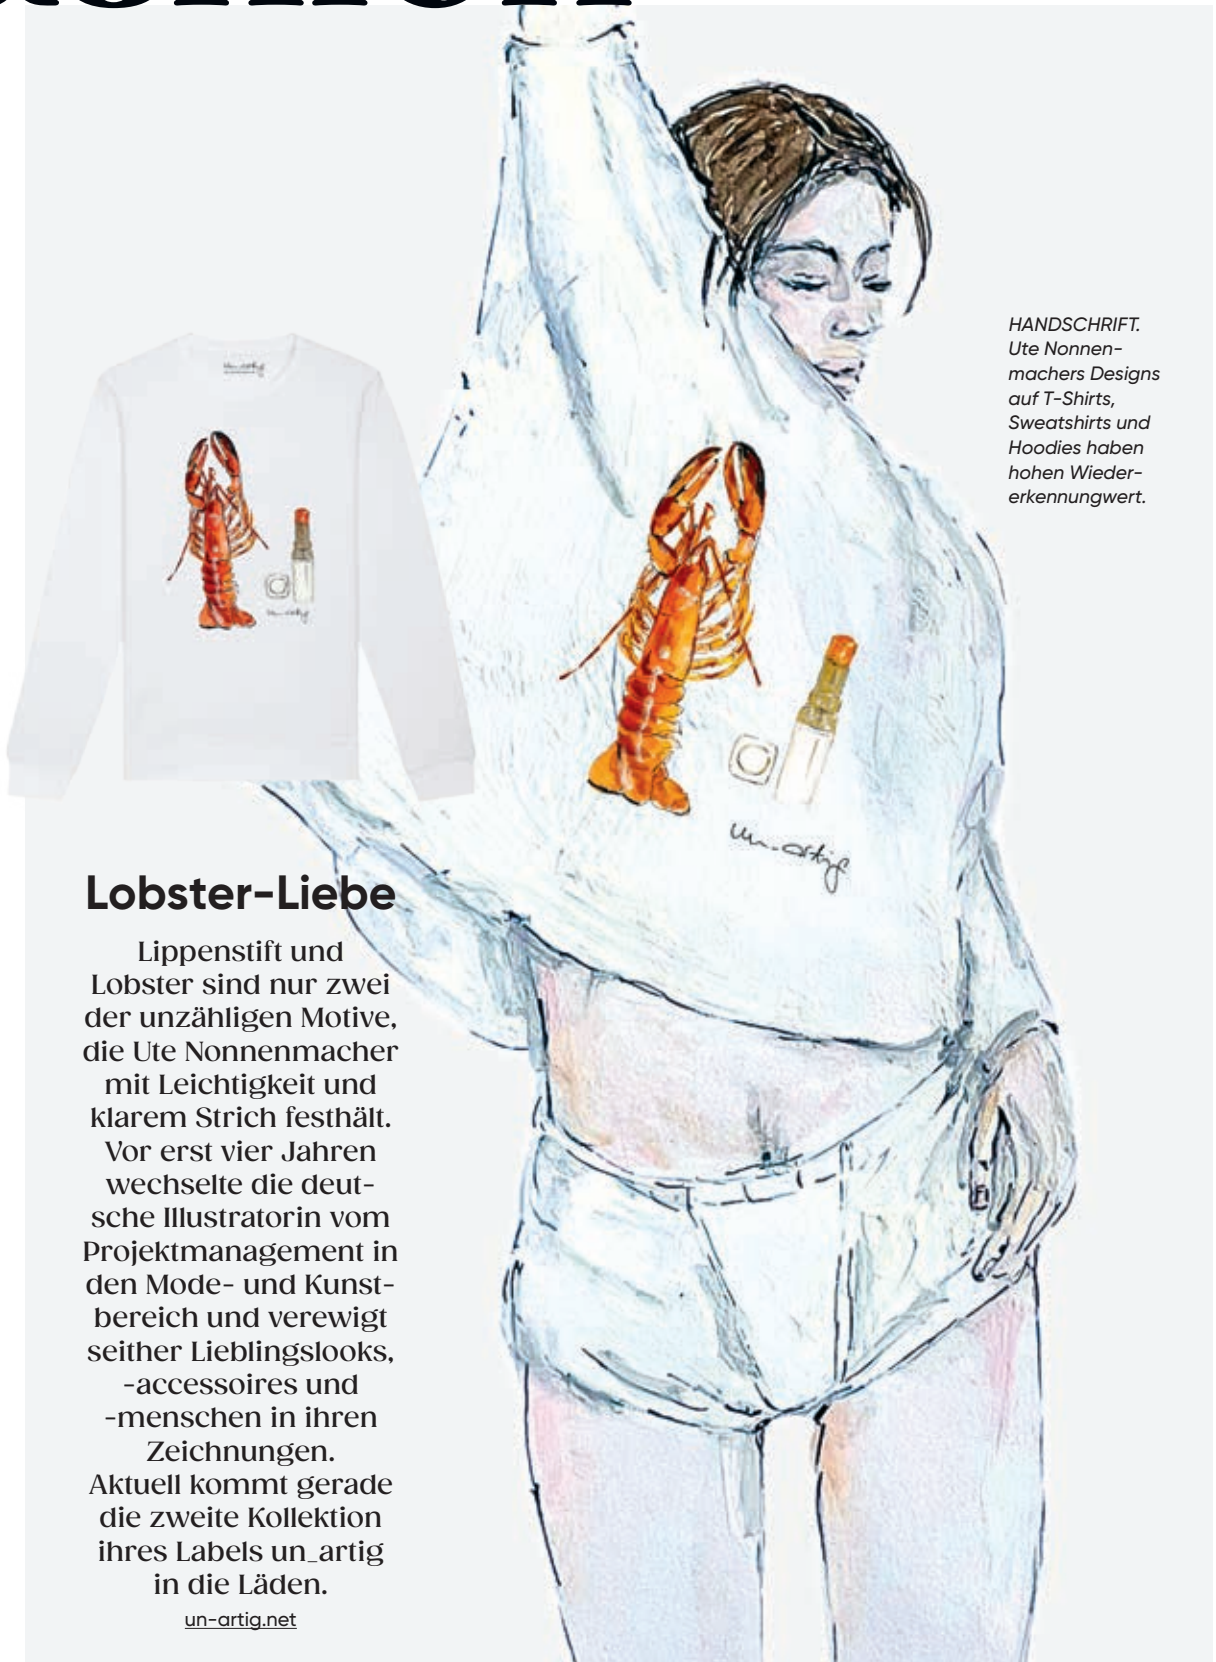 HANDSCHRIFT.
Ute Nonnen-
machers Designs
auf T-Shirts,
Sweatshirts und
Hoodies haben
hohen Wieder-
erkennungwert.
un-artig
un-artig
un-artig
Lobster-Liebe
Lippenstift und
Lobster sind nur zwei
der unzähligen Motive,
die Ute Nonnenmacher
mit Leichtigkeit und
klarem Strich festhält.
Vor erst vier Jahren
wechselte die deut-
sche Illustratorin vom
Projektmanagement in
den Mode- und Kunst-
bereich und verewigt
seither Lieblingslooks,
-accessoires und
-menschen in ihren
Zeichnungen.
Aktuell kommt gerade
die zweite Kollektion
ihres Labels un_artig
in die Läden.
un-artig.net